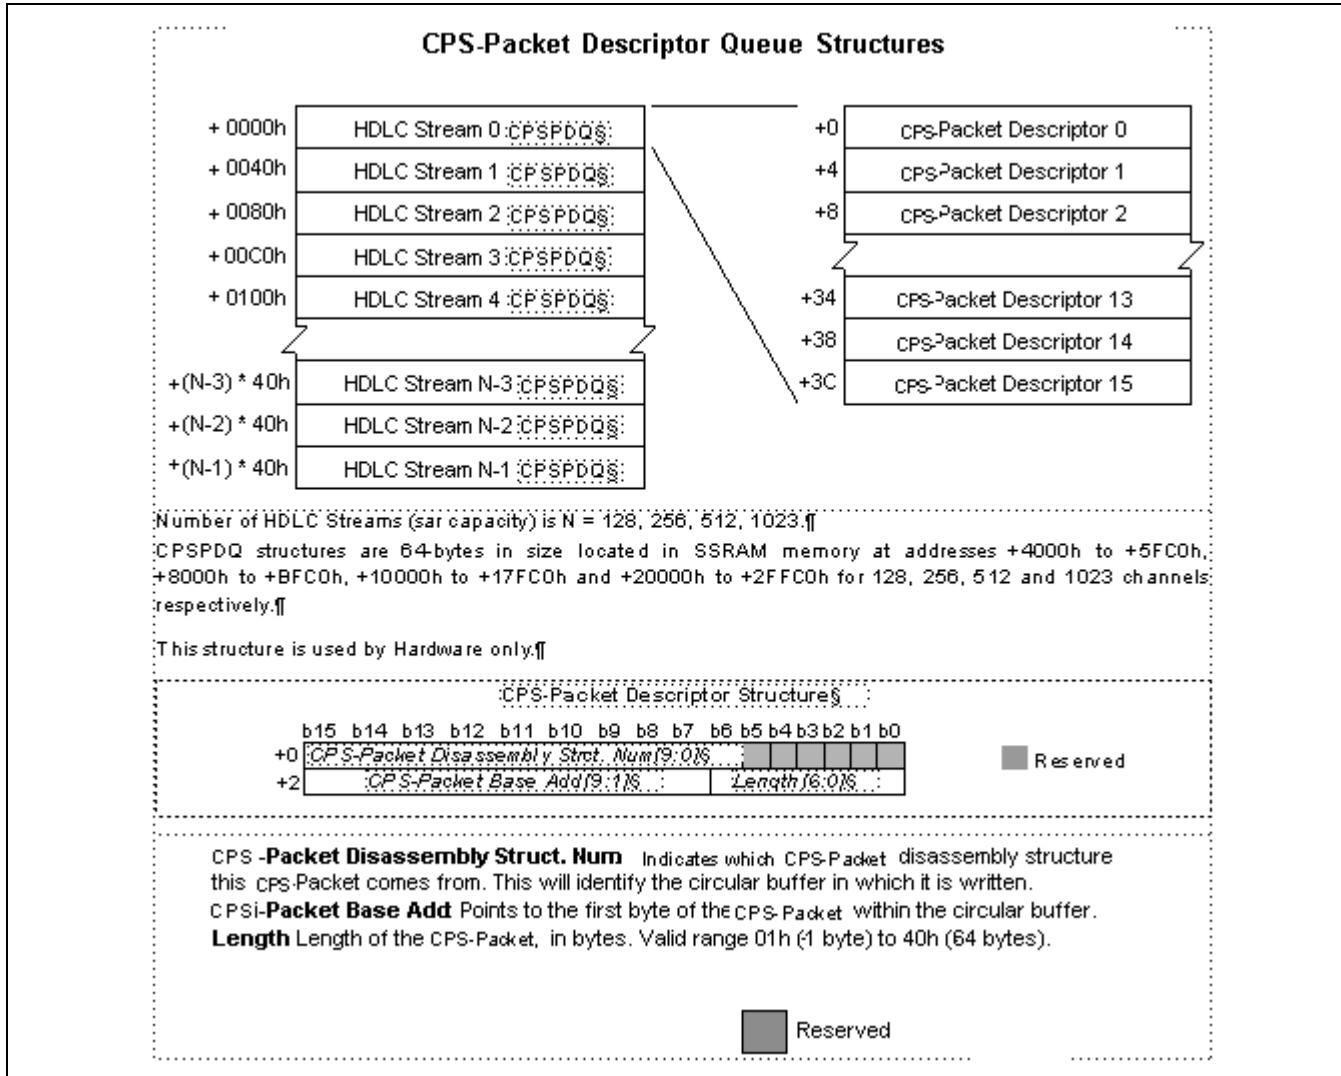 CPS-Packet Descriptor Queue Structures
+ 0000h HDLC Stream 0 CPSPDQ§
+ 0040h HDLC Stream 1 CPSPDQ§
+ 0080h HDLC Stream 2 CPSPDQ§
+ 00C0h HDLC Stream 3 CPSPDQ§
+ 0100h HDLC Stream 4 CPSPDQ§
+(N-3) * 40h HDLC Stream N-3 CPSPDQ§
+(N-2) * 40h HDLC Stream N-2 CPSPDQ§
+(N-1) * 40h HDLC Stream N-1 CPSPDQ§
+0 CPS-Packet Descriptor 0
+4 CPS-Packet Descriptor 1
+8 CPS-Packet Descriptor 2
+34 CPS-Packet Descriptor 13
+38 CPS-Packet Descriptor 14
+3C CPS-Packet Descriptor 15
Number of HDLC Streams (sar capacity) is N = 128, 256, 512, 1023.¶
CPSPDQ structures are 64-bytes in size located in SSRAM memory at addresses +4000h to +5FC0h,
+8000h to +BFC0h, +10000h to +17FC0h and +20000h to +2FFC0h for 128, 256, 512 and 1023 channels
respectively.¶
This structure is used by Hardware only.¶
CPS-Packet Descriptor Structure§
b15 b14 b13 b12 b11 b10 b9 b8 b7 b6 b5 b4 b3 b2 b1 b0
+0 CPS-Packet Disassembly Strct. Num[9:0]§
+2 CPS-Packet Base Add[9:1]§ Length[6:0]§
Reserved
CPS -Packet Disassembly Struct. Num Indicates which CPS-Packet disassembly structure
this CPS-Packet comes from. This will identify the circular buffer in which it is written.
CPSi-Packet Base Add Points to the first byte of the CPS-Packet within the circular buffer.
Length Length of the CPS-Packet, in bytes. Valid range 01h (1 byte) to 40h (64 bytes).
Reserved